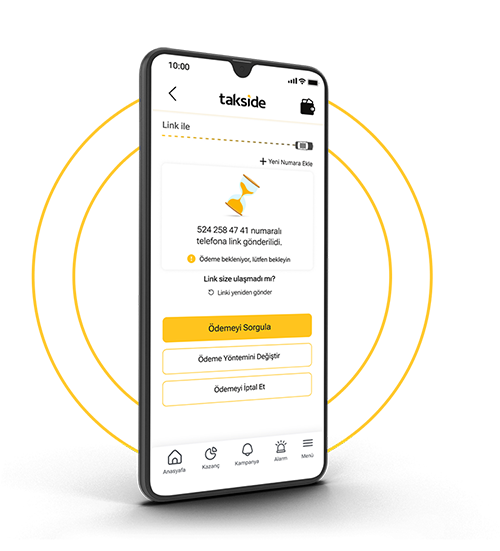 10:00
takside
Link ile
+ Yeni Numara Ekle
524 258 47 41 numaralı
telefona link gönderilidi.
! Ödeme bekleniyor, lütfen bekleyin
Link size ulaşmadı mı?
Linki yeniden gönder
Ödemeyi Sorgula
Ödeme Yöntemini Değiştir
Ödemeyi İptal Et
Anasyafa
Kazanç
Kampanya
Alarm
Menü